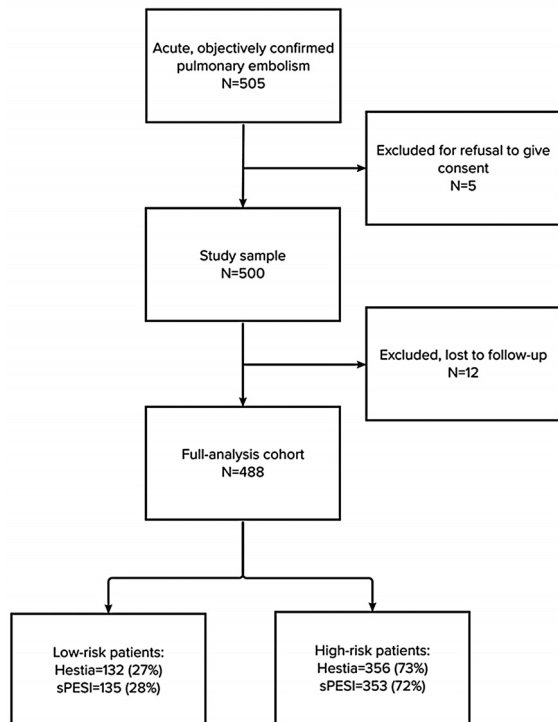 Acute, objectively confirmed
pulmonary embolism
N=505
Excluded for refusal to give
consent
N=5
Study sample
N=500
Excluded, lost to follow-up
N=12
Full-analysis cohort
N=488
Low-risk patients:
Hestia=132 (27%)
sPESI=135 (28%)
High-risk patients:
Hestia=356 (73%)
sPESI=353 (72%)